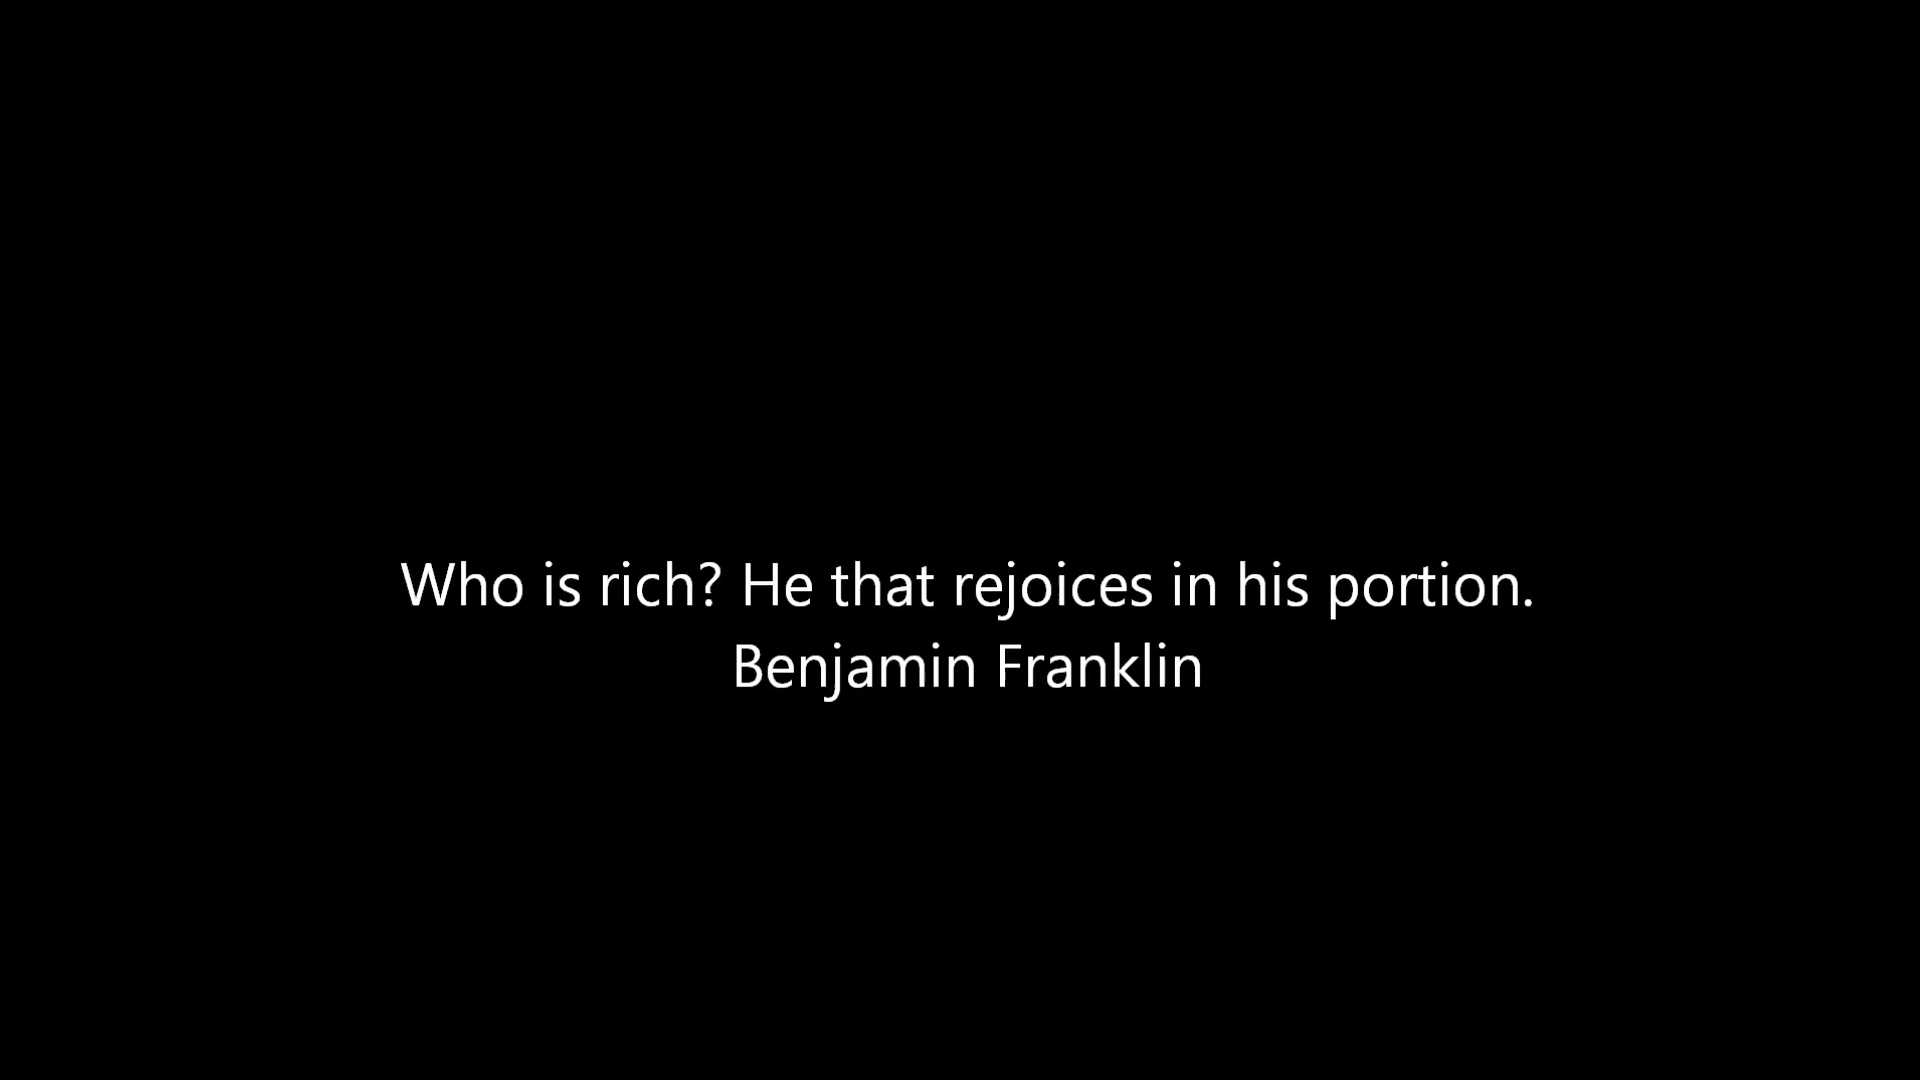 Who is rich? He that rejoices in his portion.
Benjamin Franklin